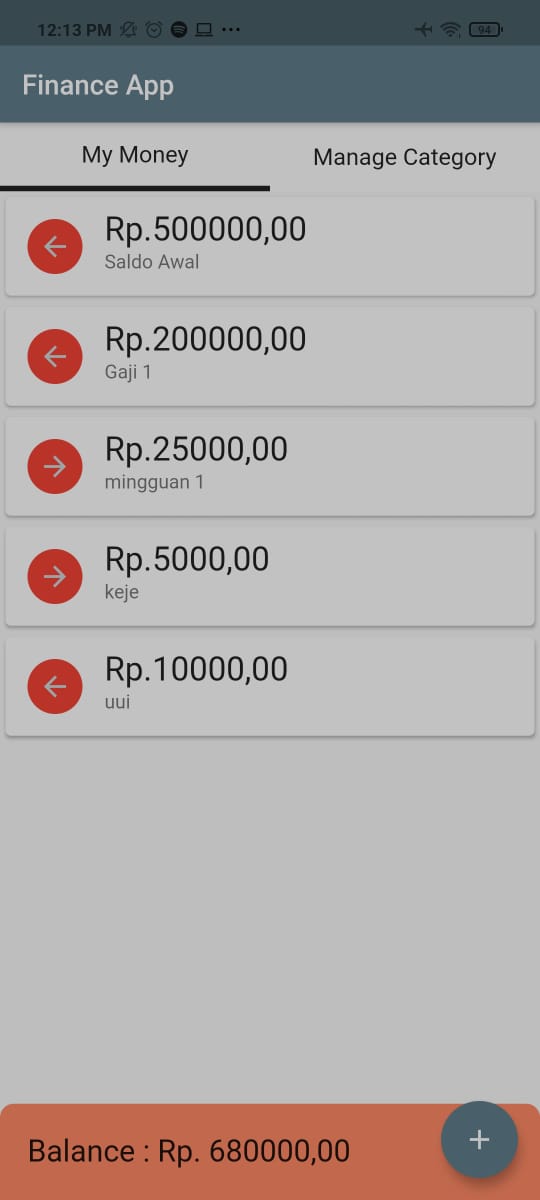 12:13 PM
94
Finance App
My Money
Manage Category
Rp.500000,00
Saldo Awal
Rp.200000,00
Gaji 1
Rp.25000,00
mingguan 1
Rp.5000,00
keje
Rp.10000,00
uui
Balance : Rp. 680000,00